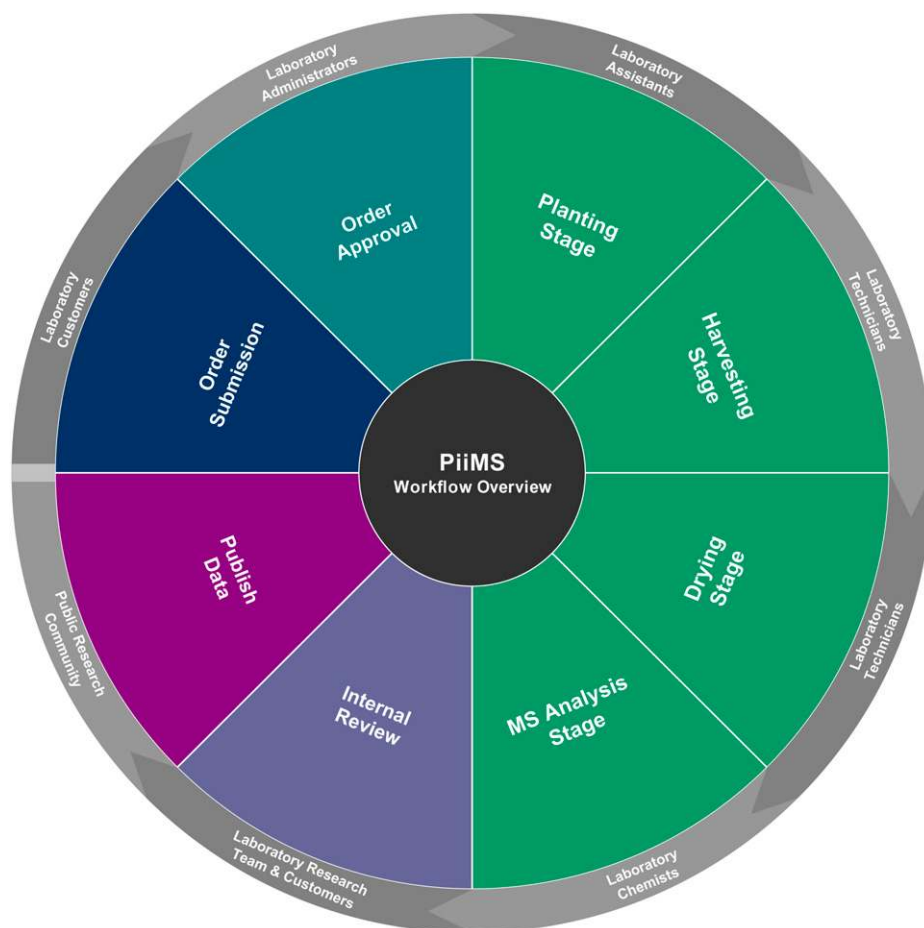 Laboratory
Administrators
Laboratory
Assistants
Laboratory
Customers
Laboratory
Technicians
Order
Approval
Planting
Stage
Order
Submission
Harvesting
Stage
PiiMS
Workflow Overview
Publish
Data
Drying
Stage
Internal
Review
MS Analysis
Stage
Public Research
Community
Laboratory
Technicians
Laboratory Research
Team & Customers
Laboratory
Chemists